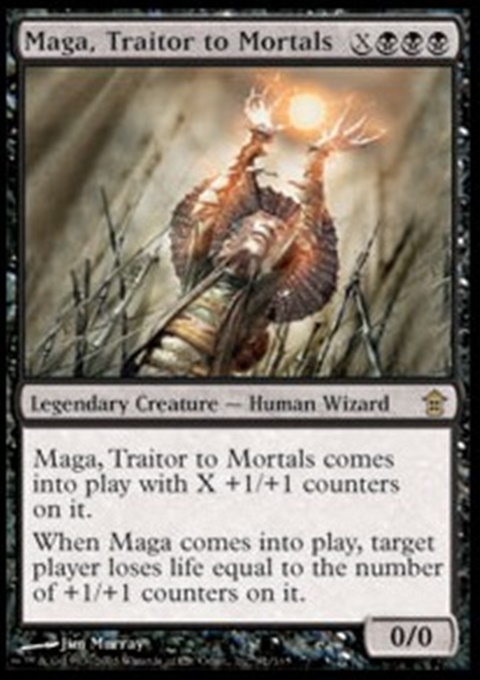 Maga, Traitor to Mortals X
Legendary Creature — Human Wizard
Maga, Traitor to Mortals comes
into play with X +1/+1 counters
on it.
When Maga comes into play, target
player loses life equal to the number
of +1/+1 counters on it.
Jim Murray
0/0